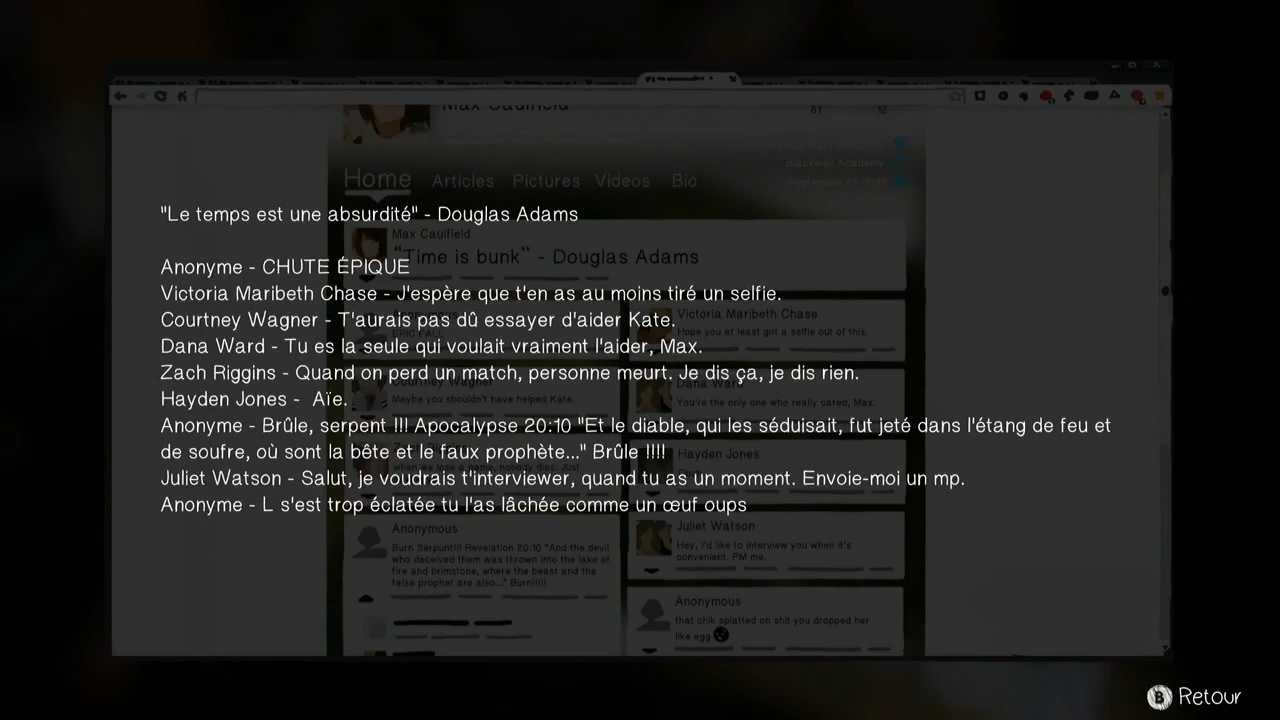 Max Caulfield
81
12
Blackwell Academy
Home Articles Pictures Videos Bio
"Le temps est une absurdité" - Douglas Adams
Max Caulfield
"Time is bunk" - Douglas Adams
Anonyme - CHUTE ÉPIQUE
Victoria Maribeth Chase - J'espère que t'en as au moins tiré un selfie.
Courtney Wagner - T'aurais pas dû essayer d'aider Kate.
Dana Ward - Tu es la seule qui voulait vraiment l'aider, Max.
Zach Riggins - Quand on perd un match, personne meurt. Je dis ça, je dis rien.
Hayden Jones -  Aïe.
Anonyme - Brûle, serpent !!! Apocalypse 20:10 "Et le diable, qui les séduisait, fut jeté dans l'étang de feu et
de soufre, où sont la bête et le faux prophète..." Brûle !!!!
Juliet Watson - Salut, je voudrais t'interviewer, quand tu as un moment. Envoie-moi un mp.
Anonyme - L s'est trop éclatée tu l'as lâchée comme un œuf oups
Victoria Maribeth Chase
Hope you at least got a selfie out of this.
Courtney Wagner
Maybe you shouldn't have helped Kate.
Dana Ward
You're the only one who really cared, Max.
when we lose a game, nobody dies. Just
Hayden Jones
Anonymous
Burn Serpunt!!! Revelation 20:10 "And the devil
who deceived them was thrown into the lake of
fire and brimstone, where the beast and the
false prophet are also..." Burn!!!!!
Juliet Watson
Hey, I'd like to interview you when it's
convenient. PM me.
Anonymous
that chik splatted oh shit you dropped her
like egg
B Retour